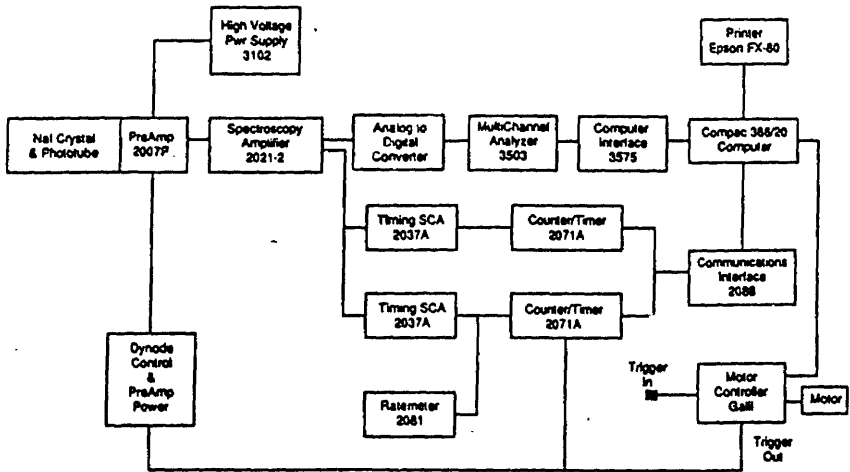 High Voltage
Pwr Supply
3102
Printer
Epson FX-80
NaI Crystal
& Phototube
PreAmp
2007P
Spectroscopy
Amplifier
2021-2
Analog to
Digital
Converter
MultiChannel
Analyzer
3503
Computer
Interface
3575
Compac 386/20
Computer
Timing SCA
2037A
Counter/Timer
2071A
Communications
Interface
2088
Timing SCA
2037A
Counter/Timer
2071A
Dynode
Control
&
PreAmp
Power
Ratemeter
2081
Trigger
In
Motor
Controller
Galil
Motor
Trigger
Out